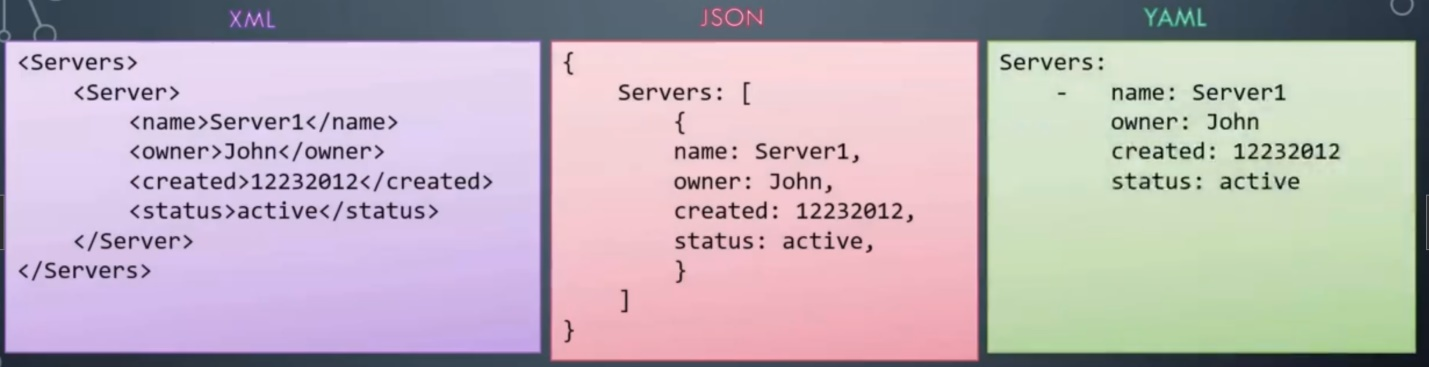 XML
<Servers>
    <Server>
        <name>Server1</name>
        <owner>John</owner>
        <created>12232012</created>
        <status>active</status>
    </Server>
</Servers>
JSON
{
    Servers: [
        {
        name: Server1,
        owner: John,
        created: 12232012,
        status: active,
        }
    ]
}
YAML
Servers:
    -   name: Server1
        owner: John
        created: 12232012
        status: active